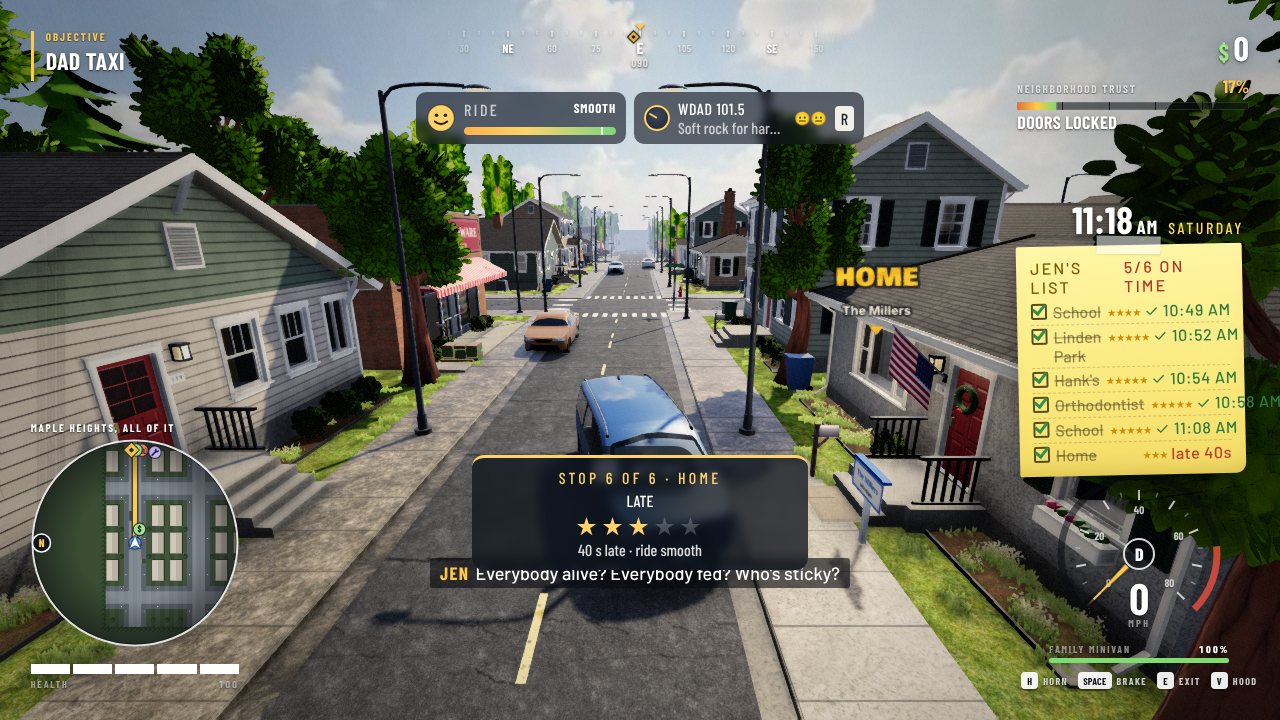 OBJECTIVE
DAD TAXI
30 NE 60 75 E 105 120 SE 150
090
RIDE SMOOTH
WDAD 101.5
Soft rock for har...
R
$0
NEIGHBORHOOD TRUST 17%
DOORS LOCKED
11:18 AM SATURDAY
JEN'S LIST 5/6 ON TIME
School ★★★★ ✓ 10:49 AM
Linden Park ★★★★★ ✓ 10:52 AM
Hank's ★★★★★ ✓ 10:54 AM
Orthodontist ★★★★★ ✓ 10:58 AM
School ★★★★★ ✓ 11:08 AM
Home ★★★ late 40s
HOME
The Millers
WARE
MAPLE HEIGHTS, ALL OF IT
N
$
STOP 6 OF 6 · HOME
LATE
40 s late · ride smooth
JEN Everybody alive? Everybody fed? Who's sticky?
0 20 40 60 80
D
0
MPH
FAMILY MINIVAN 100%
HEALTH 100
H HORN SPACE BRAKE E EXIT V HOOD